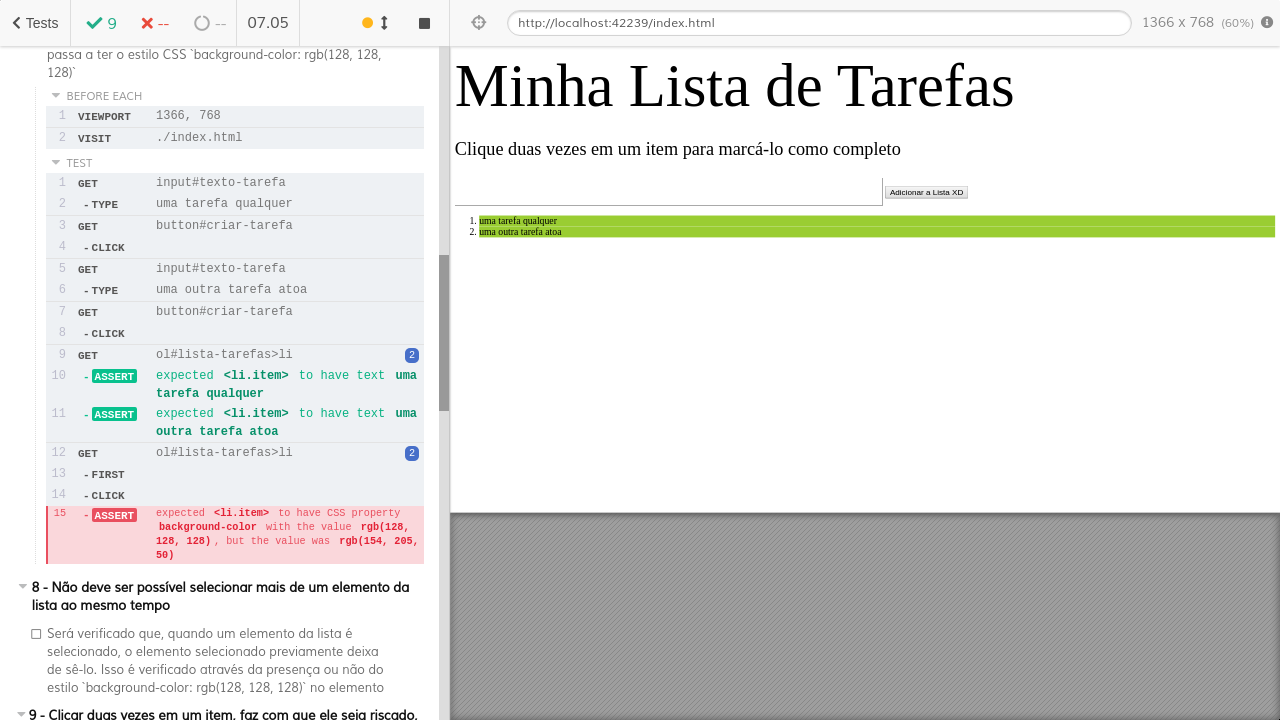 Tests
9
--
--
07.05
http://localhost:42239/index.html
1366 x 768 (60%)
passa a ter o estilo CSS `background-color: rgb(128, 128,
128)`
BEFORE EACH
1 VIEWPORT 1366, 768
2 VISIT ./index.html
TEST
1 GET input#texto-tarefa
2 - TYPE uma tarefa qualquer
3 GET button#criar-tarefa
4 - CLICK
5 GET input#texto-tarefa
6 - TYPE uma outra tarefa atoa
7 GET button#criar-tarefa
8 - CLICK
9 GET ol#lista-tarefas>li 2
10 - ASSERT expected <li.item> to have text uma
tarefa qualquer
11 - ASSERT expected <li.item> to have text uma
outra tarefa atoa
12 GET ol#lista-tarefas>li 2
13 - FIRST
14 - CLICK
15 - ASSERT expected <li.item> to have CSS property
background-color with the value rgb(128,
128, 128), but the value was rgb(154, 205,
50)
8 - Não deve ser possível selecionar mais de um elemento da
lista ao mesmo tempo
Será verificado que, quando um elemento da lista é
selecionado, o elemento selecionado previamente deixa
de sê-lo. Isso é verificado através da presença ou não do
estilo `background-color: rgb(128, 128, 128)` no elemento
9 - Clicar duas vezes em um item, faz com que ele seja riscado,
Minha Lista de Tarefas
Clique duas vezes em um item para marcá-lo como completo
Adicionar a Lista XD
1. uma tarefa qualquer
2. uma outra tarefa atoa